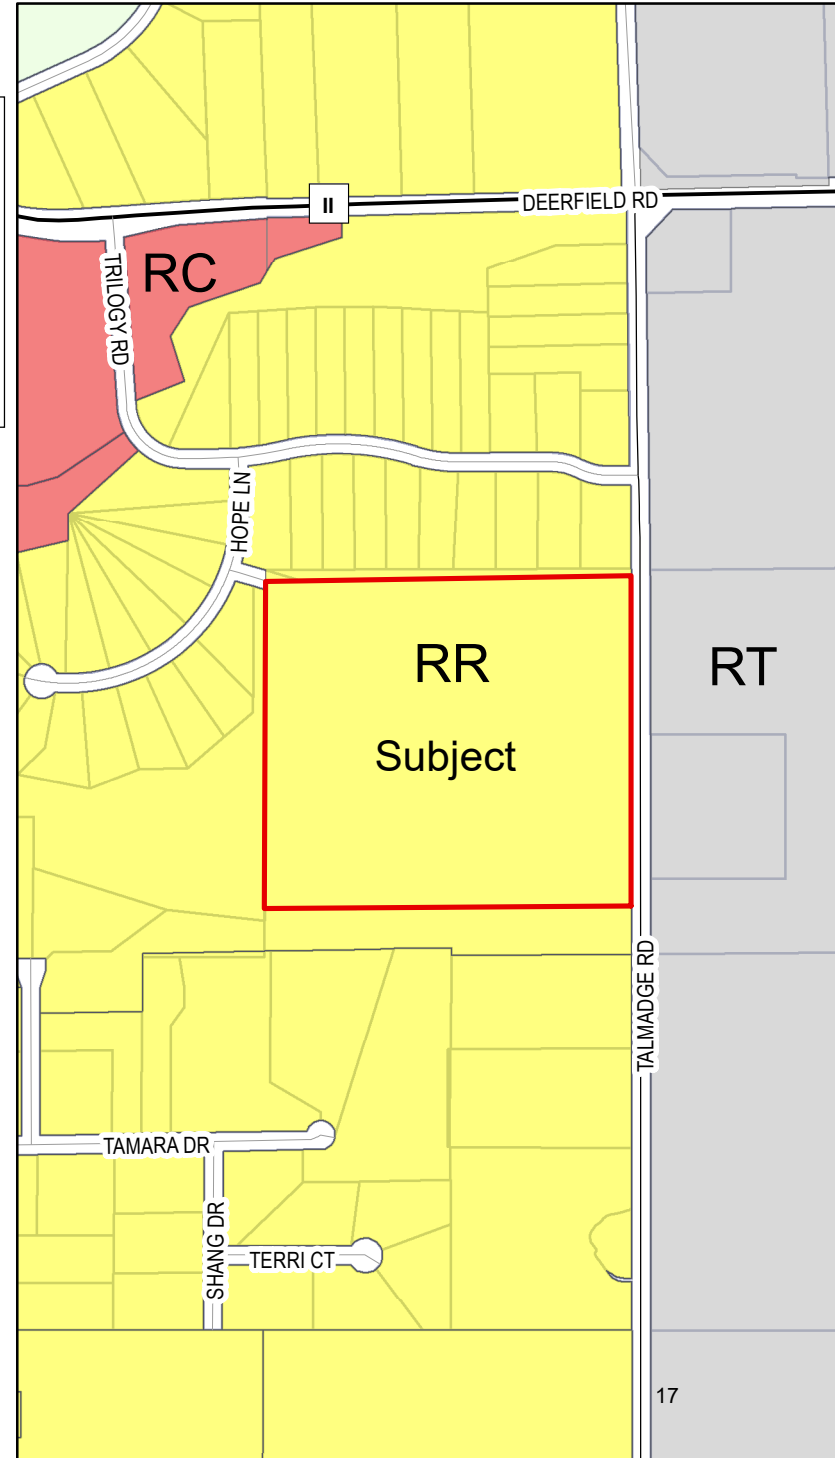 II
DEERFIELD RD
RC
TRILOGY RD
HOPE LN
RR
RT
Subject
TALMADGE RD
TAMARA DR
SHANG DR
TERRI CT
17